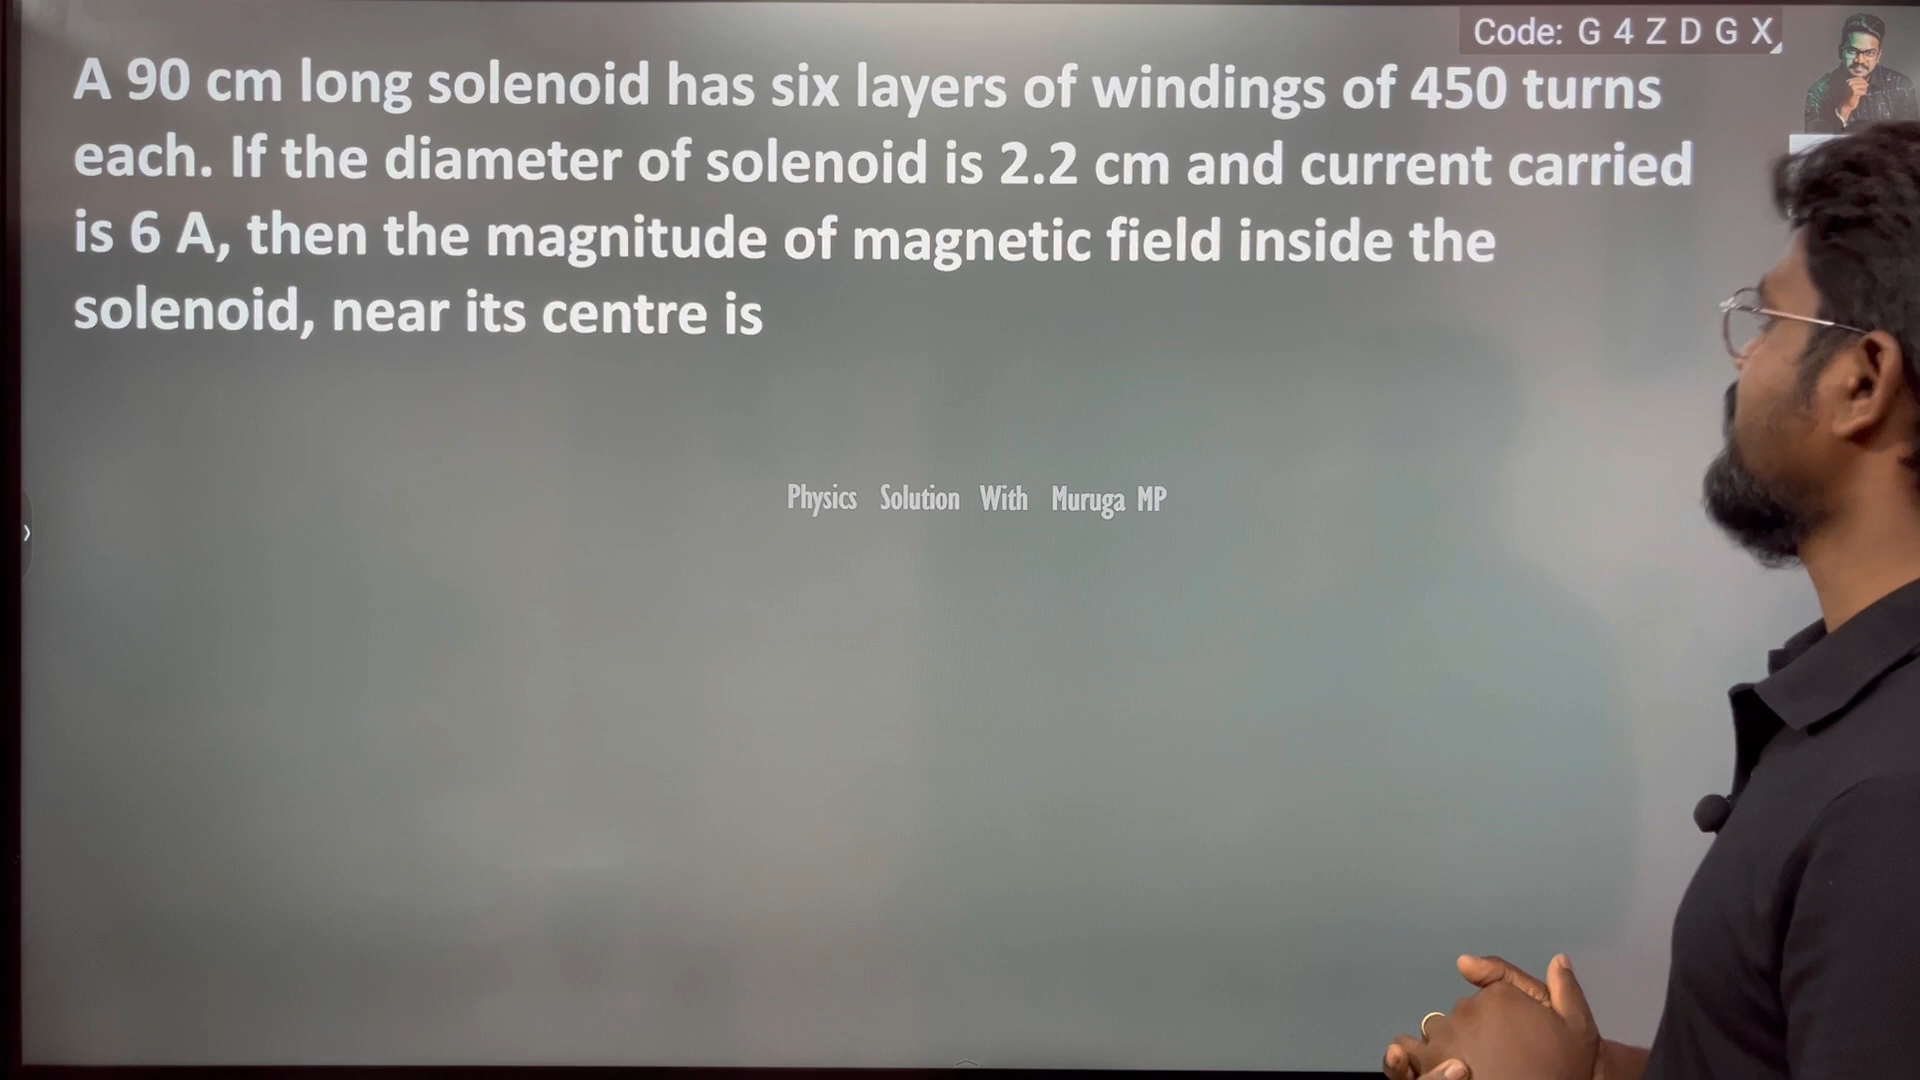 Code: G 4 Z D G X
A 90 cm long solenoid has six layers of windings of 450 turns
each. If the diameter of solenoid is 2.2 cm and current carried
is 6 A, then the magnitude of magnetic field inside the
solenoid, near its centre is
Physics Solution With Muruga MP